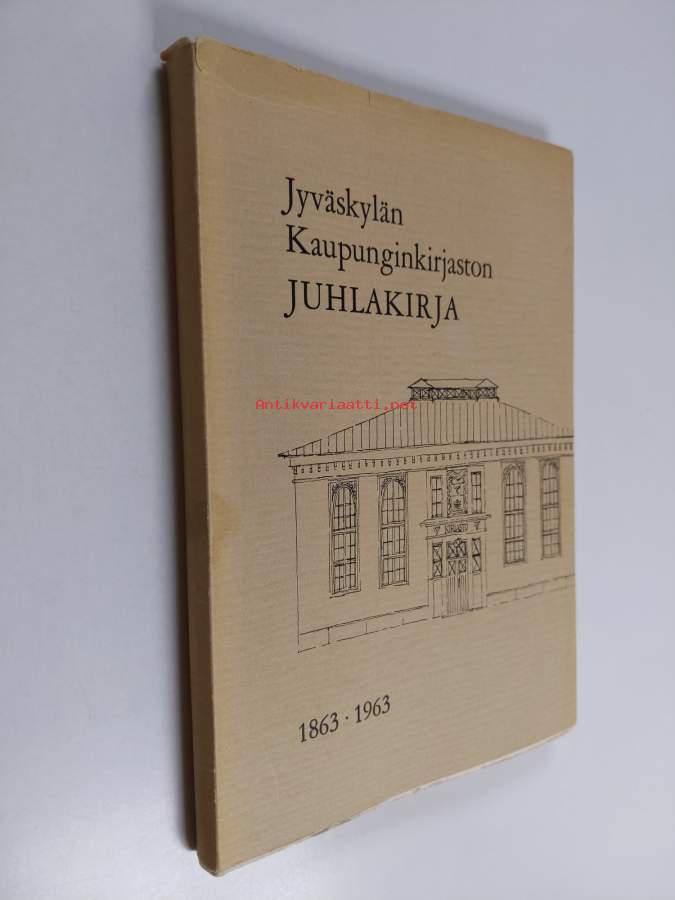 Jyväskylän
Kaupunginkirjaston
JUHLAKIRJA
Antikvariaatti.net
1863 · 1963